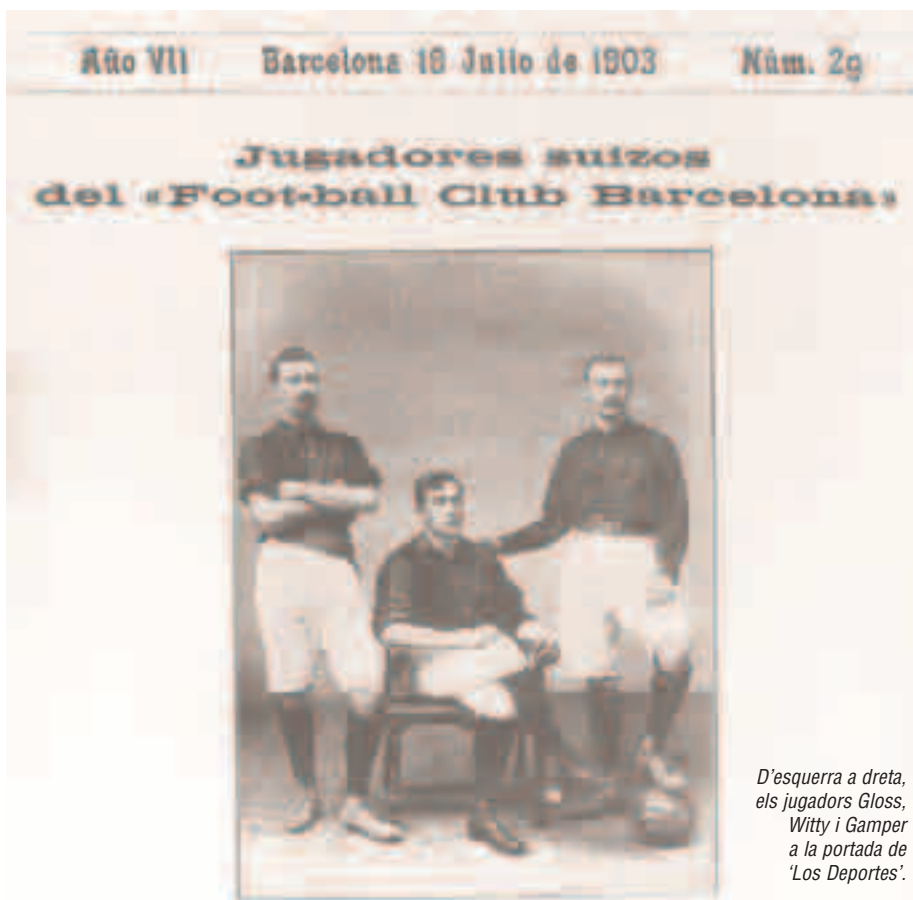 Año VII Barcelona 18 Julio de 1903 Núm. 29
Jugadores suizos
del «Foot-ball Club Barcelona»
D'esquerra a dreta,
els jugadors Gloss,
Witty i Gamper
a la portada de
‘Los Deportes’.